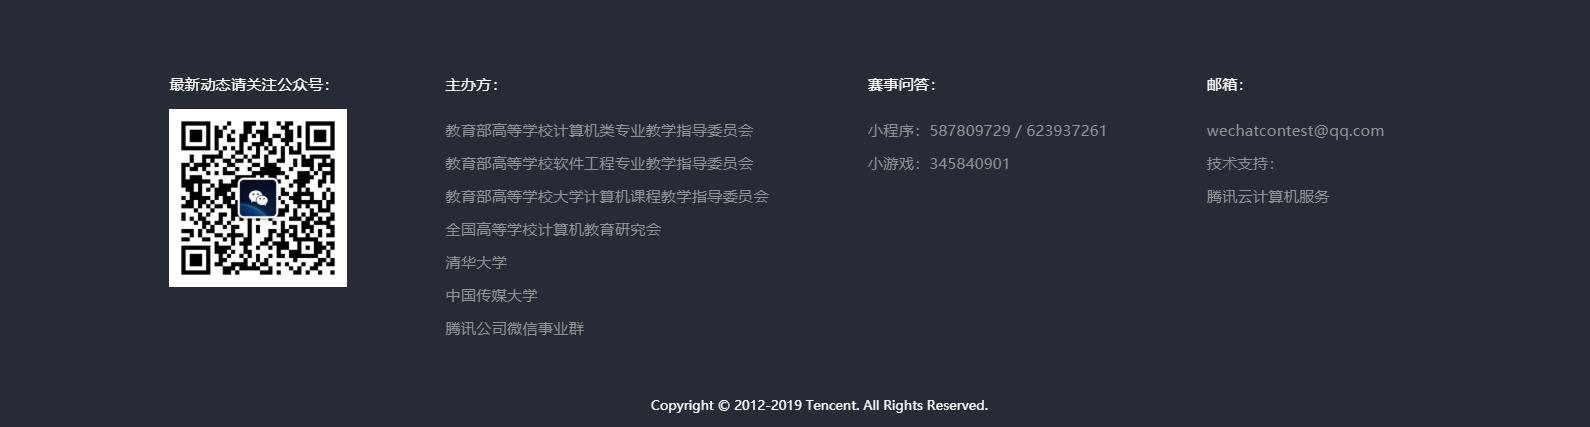 最新动态请关注公众号：
主办方：
教育部高等学校计算机类专业教学指导委员会
教育部高等学校软件工程专业教学指导委员会
教育部高等学校大学计算机课程教学指导委员会
全国高等学校计算机教育研究会
清华大学
中国传媒大学
腾讯公司微信事业群
赛事问答：
小程序：587809729 / 623937261
小游戏：345840901
邮箱：
wechatcontest@qq.com
技术支持：
腾讯云计算机服务
Copyright © 2012-2019 Tencent. All Rights Reserved.